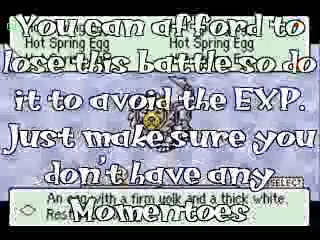 You can afford to
Hot Spring Egg Hot Spring Egg
lose this battle so do
it to avoid the EXP.
Just make sure you
don't have any
SELECT
An egg with a firm yolk and a thick white.
Momentoes